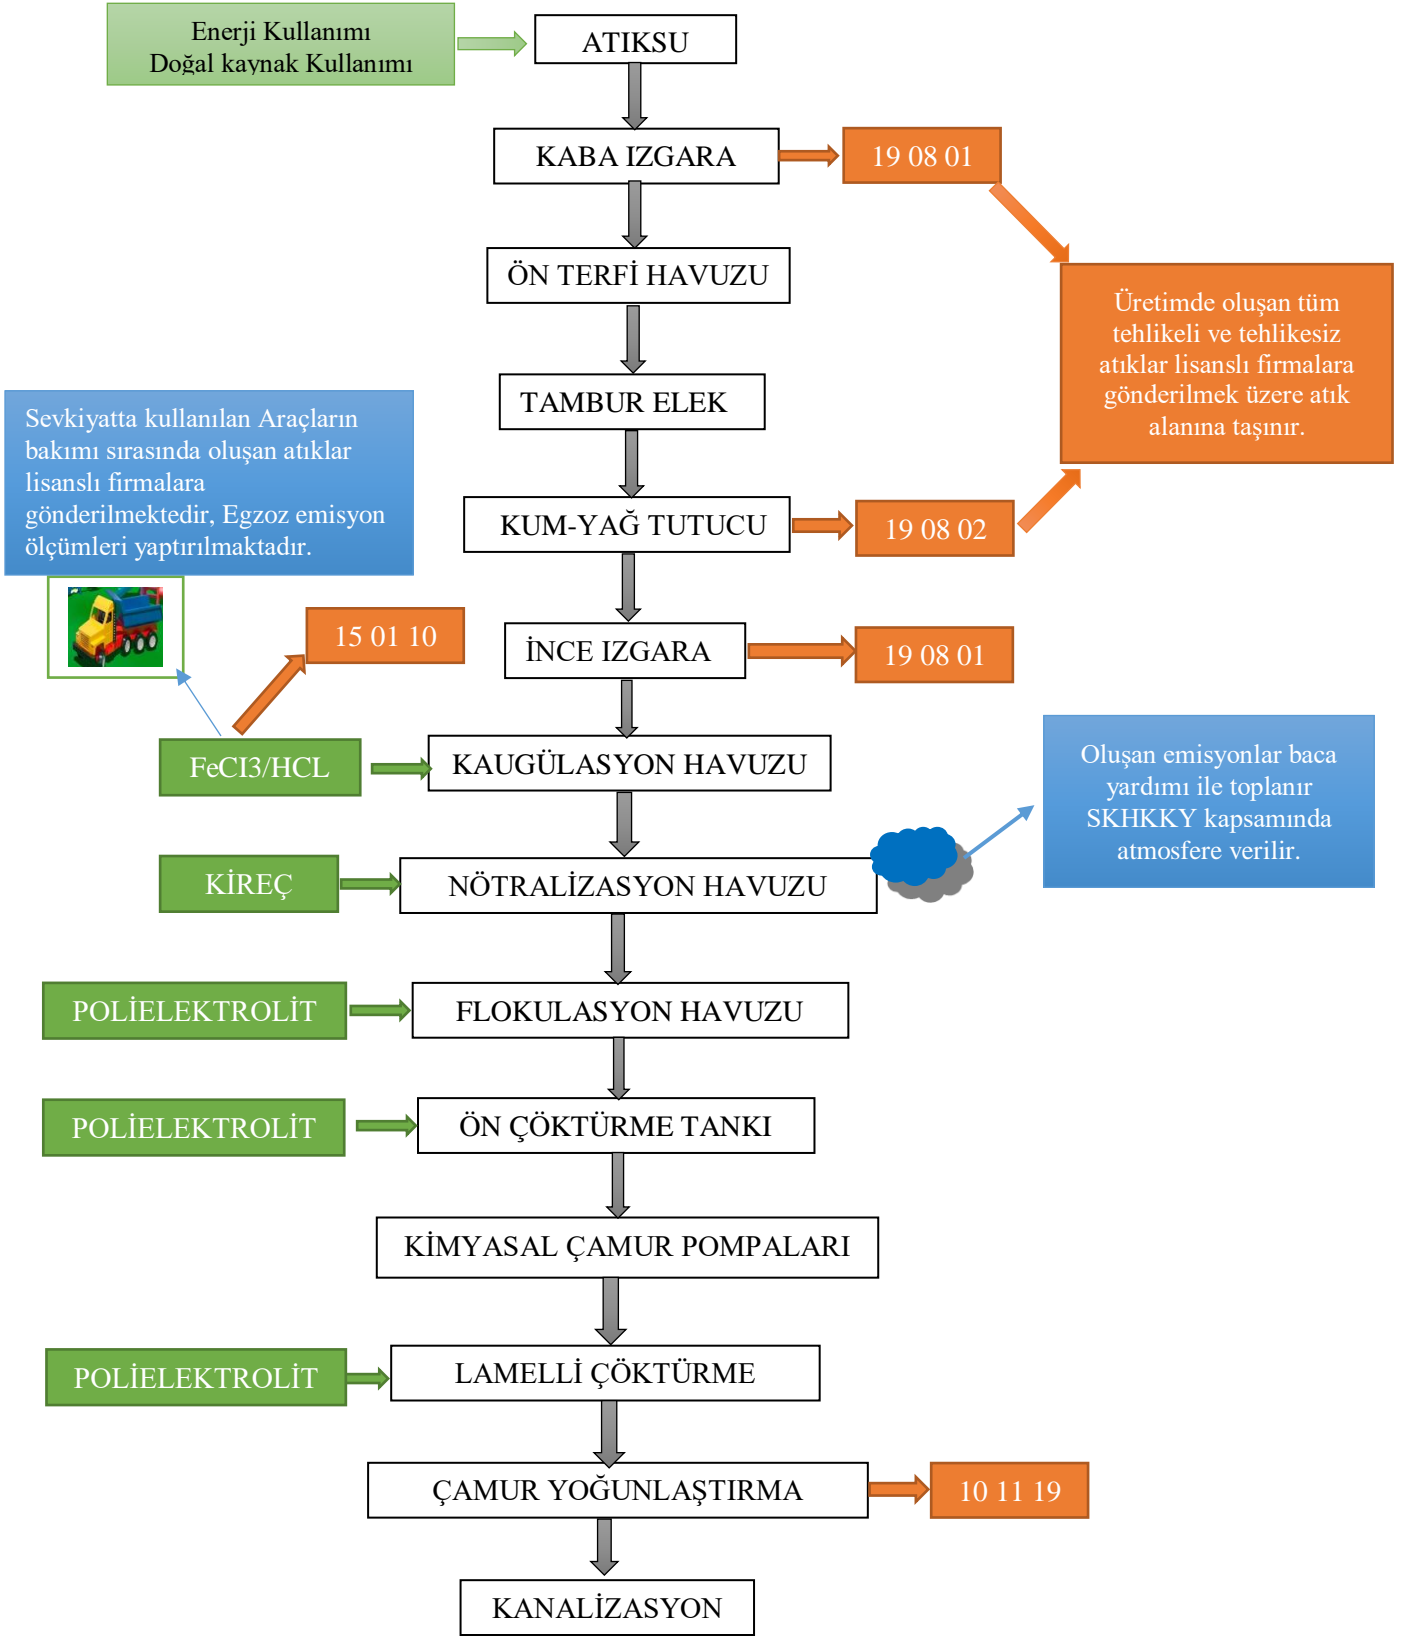 Enerji Kullanımı
Doğal kaynak Kullanımı
ATIKSU
KABA IZGARA
19 08 01
ÖN TERFİ HAVUZU
Üretimde oluşan tüm
tehlikeli ve tehlikesiz
atıklar lisanslı firmalara
gönderilmek üzere atık
alanına taşınır.
TAMBUR ELEK
Sevkiyatta kullanılan Araçların
bakımı sırasında oluşan atıklar
lisanslı firmalara
gönderilmektedir, Egzoz emisyon
ölçümleri yaptırılmaktadır.
KUM-YAĞ TUTUCU
19 08 02
15 01 10
İNCE IZGARA
19 08 01
FeCI3/HCL
KAUGÜLASYON HAVUZU
Oluşan emisyonlar baca
yardımı ile toplanır
SKHKKY kapsamında
atmosfere verilir.
KİREÇ
NÖTRALİZASYON HAVUZU
POLİELEKTROLİT
FLOKULASYON HAVUZU
POLİELEKTROLİT
ÖN ÇÖKTÜRME TANKI
KİMYASAL ÇAMUR POMPALARI
POLİELEKTROLİT
LAMELLİ ÇÖKTÜRME
ÇAMUR YOĞUNLAŞTIRMA
10 11 19
KANALİZASYON